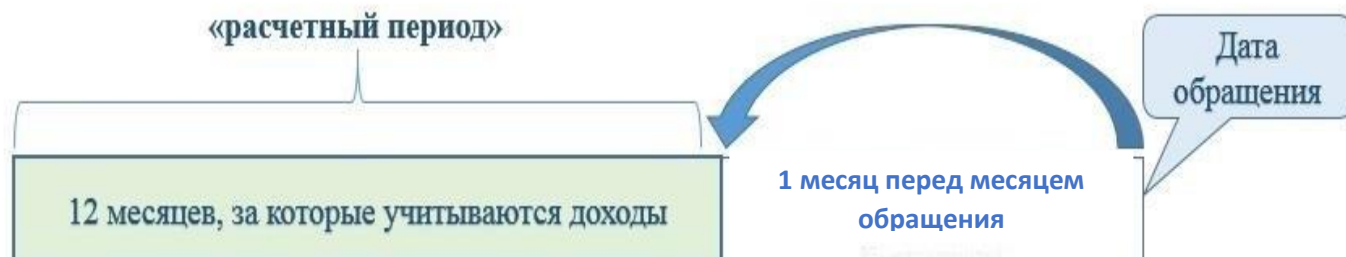 «расчетный период»
Дата
обращения
12 месяцев, за которые учитываются доходы
1 месяц перед месяцем
обращения